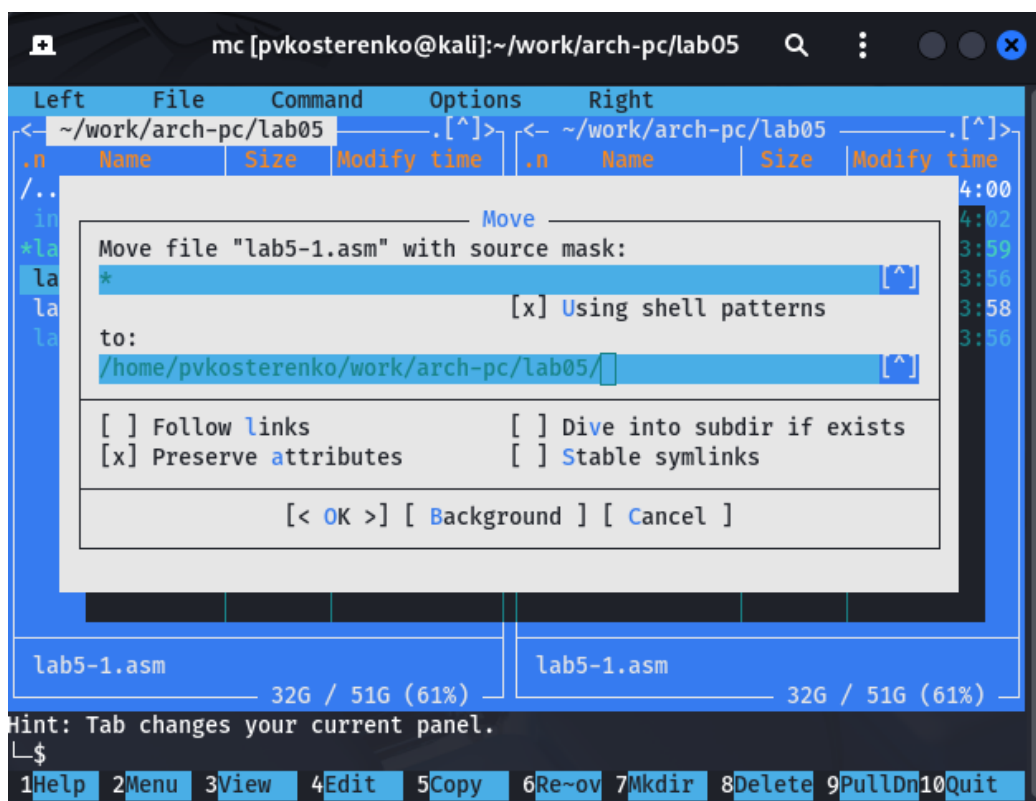 mc [pvkosterenko@kali]:~/work/arch-pc/lab05
Left File Command Options Right
<— ~/work/arch-pc/lab05 —.[^]> <— ~/work/arch-pc/lab05 —.[^]>
.n Name Size Modify time .n Name Size Modify time
/.. 4:00
in 4:02
*la 3:59
la 3:56
la 3:58
la 3:56
Move
Move file "lab5-1.asm" with source mask:
* [^]
[x] Using shell patterns
to:
/home/pvkosterenko/work/arch-pc/lab05/ [^]
[ ] Follow links [ ] Dive into subdir if exists
[x] Preserve attributes [ ] Stable symlinks
[< OK >] [ Background ] [ Cancel ]
lab5-1.asm lab5-1.asm
32G / 51G (61%) 32G / 51G (61%)
Hint: Tab changes your current panel.
└─$
1Help 2Menu 3View 4Edit 5Copy 6Re~ov 7Mkdir 8Delete 9PullDn 10Quit